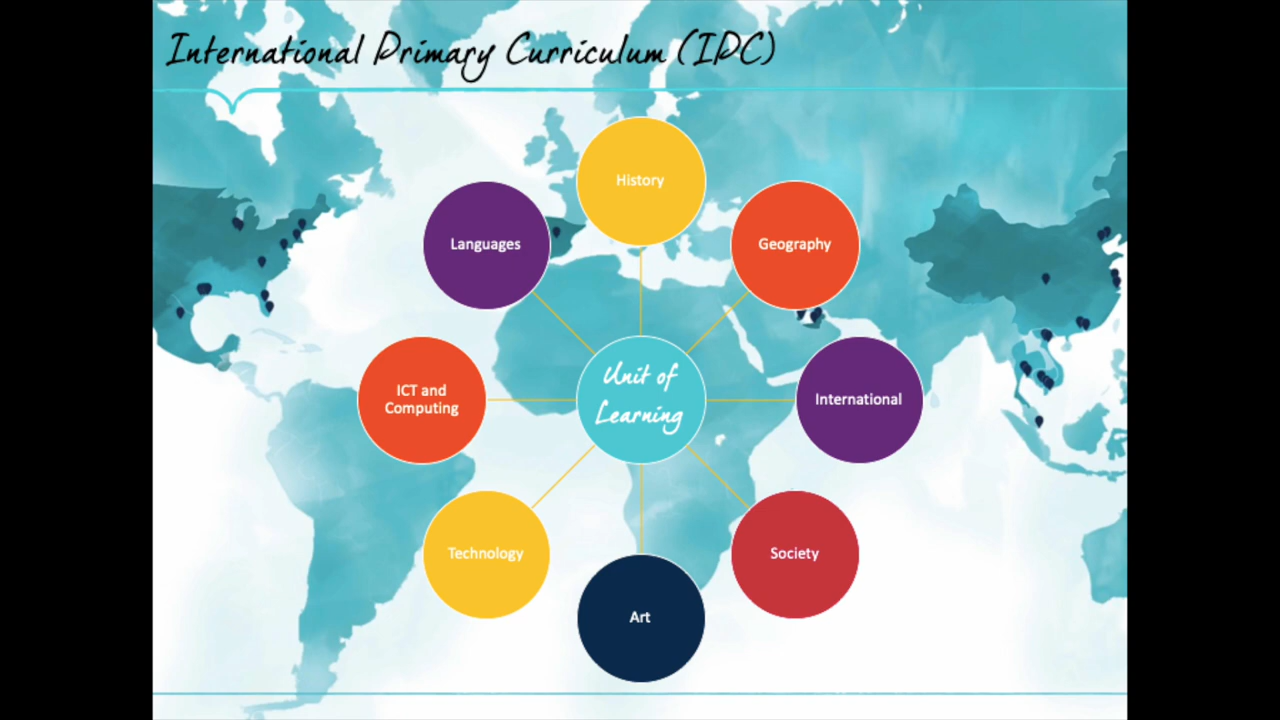 International Primary Curriculum (IPC)
History
Languages
Geography
Unit of
Learning
ICT and
Computing
International
Technology
Society
Art